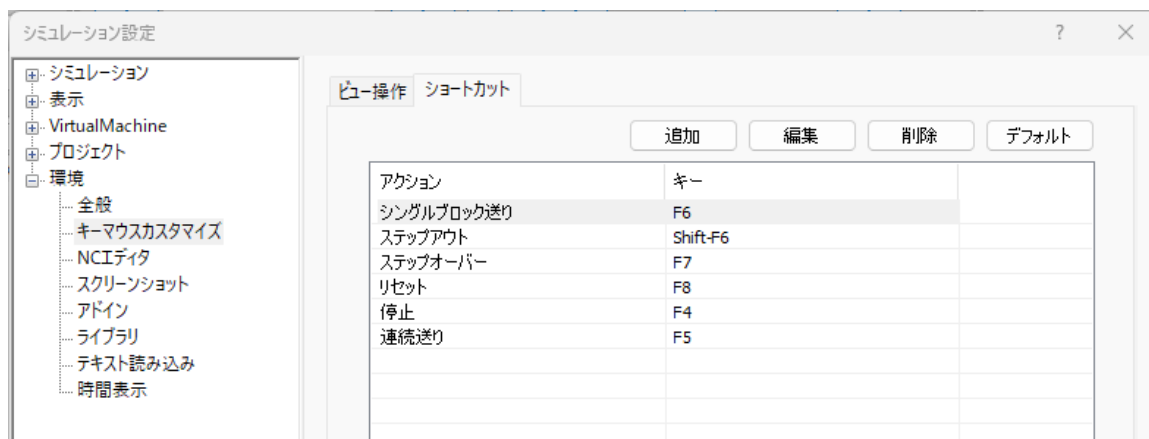 シミュレーション設定
シミュレーション
表示
VirtualMachine
プロジェクト
環境
全般
キーマウスカスタマイズ
NCエディタ
スクリーンショット
アドイン
ライブラリ
テキスト読み込み
時間表示
ビュー操作 ショートカット
追加 編集 削除 デフォルト
アクション キー
シングルブロック送り F6
ステップアウト Shift-F6
ステップオーバー F7
リセット F8
停止 F4
連続送り F5